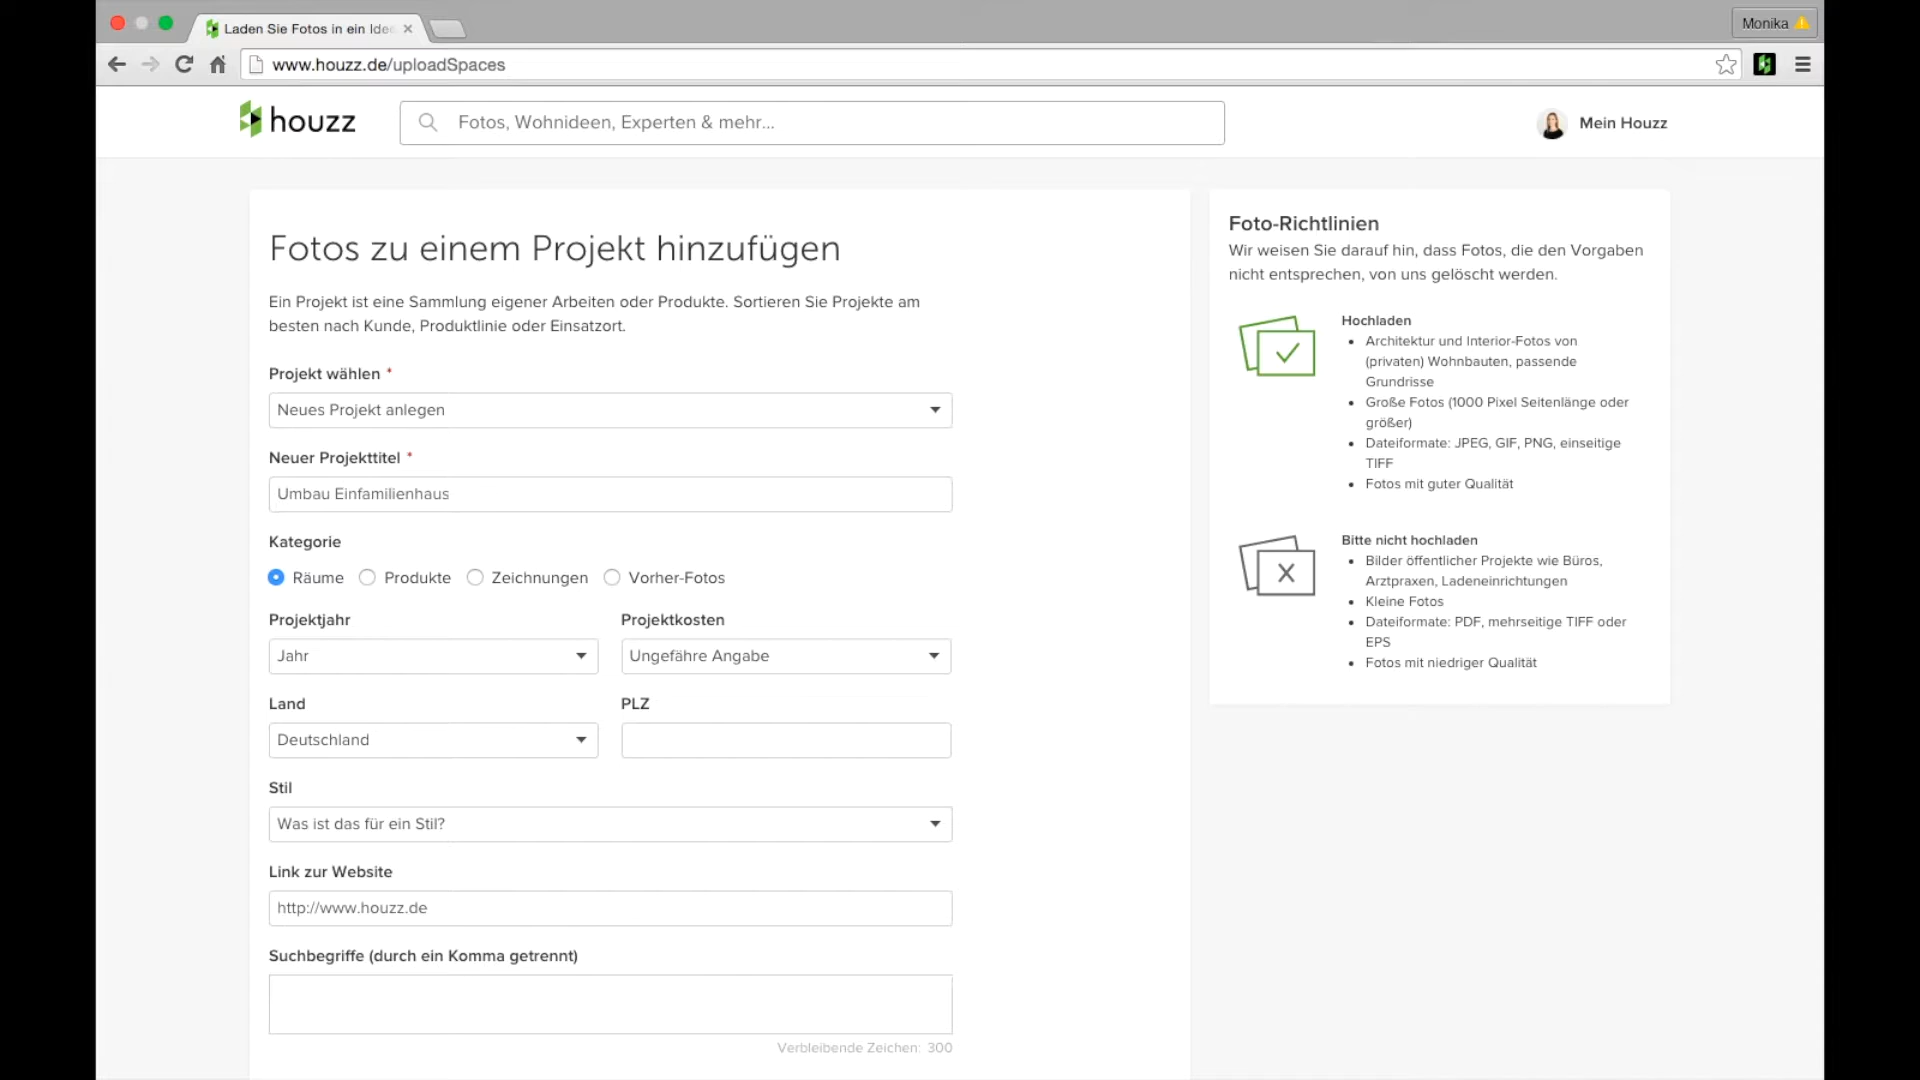 Laden Sie Fotos in ein Ide
Monika
www.houzz.de/uploadSpaces
houzz
Fotos, Wohnideen, Experten & mehr...
Mein Houzz
Fotos zu einem Projekt hinzufügen
Ein Projekt ist eine Sammlung eigener Arbeiten oder Produkte. Sortieren Sie Projekte am
besten nach Kunde, Produktlinie oder Einsatzort.
Projekt wählen *
Neues Projekt anlegen
Neuer Projekttitel *
Umbau Einfamilienhaus
Kategorie
Räume Produkte Zeichnungen Vorher-Fotos
Projektjahr Projektkosten
Jahr Ungefähre Angabe
Land PLZ
Deutschland
Stil
Was ist das für ein Stil?
Link zur Website
http://www.houzz.de
Suchbegriffe (durch ein Komma getrennt)
Verbleibende Zeichen: 300
Foto-Richtlinien
Wir weisen Sie darauf hin, dass Fotos, die den Vorgaben
nicht entsprechen, von uns gelöscht werden.
Hochladen
• Architektur und Interior-Fotos von
(privaten) Wohnbauten, passende
Grundrisse
• Große Fotos (1000 Pixel Seitenlänge oder
größer)
• Dateiformate: JPEG, GIF, PNG, einseitige
TIFF
• Fotos mit guter Qualität
Bitte nicht hochladen
• Bilder öffentlicher Projekte wie Büros,
Arztpraxen, Ladeneinrichtungen
• Kleine Fotos
• Dateiformate: PDF, mehrseitige TIFF oder
EPS
• Fotos mit niedriger Qualität